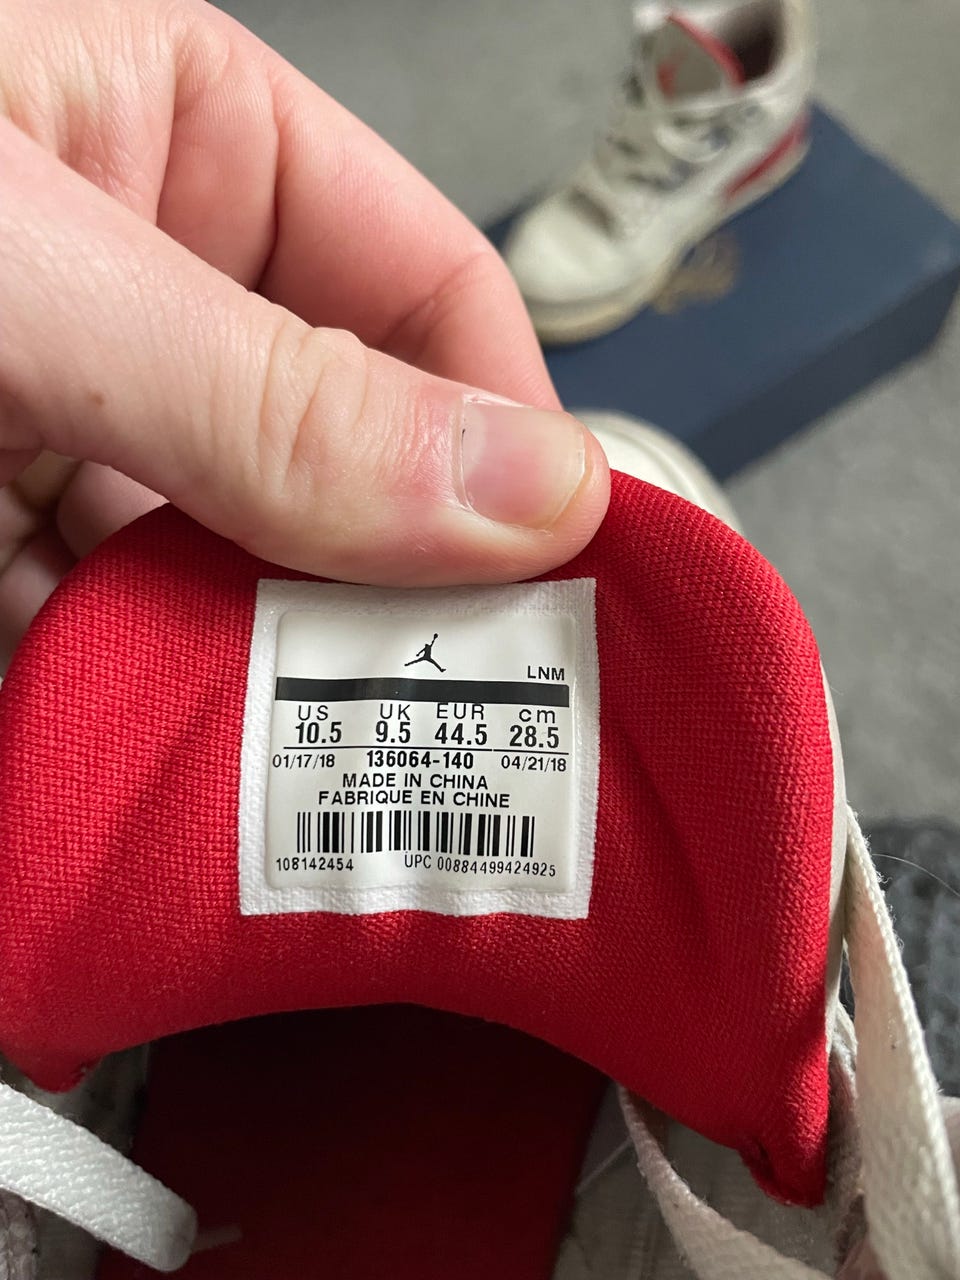 LNM
US UK EUR cm
10.5 9.5 44.5 28.5
01/17/18 136064-140 04/21/18
MADE IN CHINA
FABRIQUE EN CHINE
108142454 UPC 00884499424925